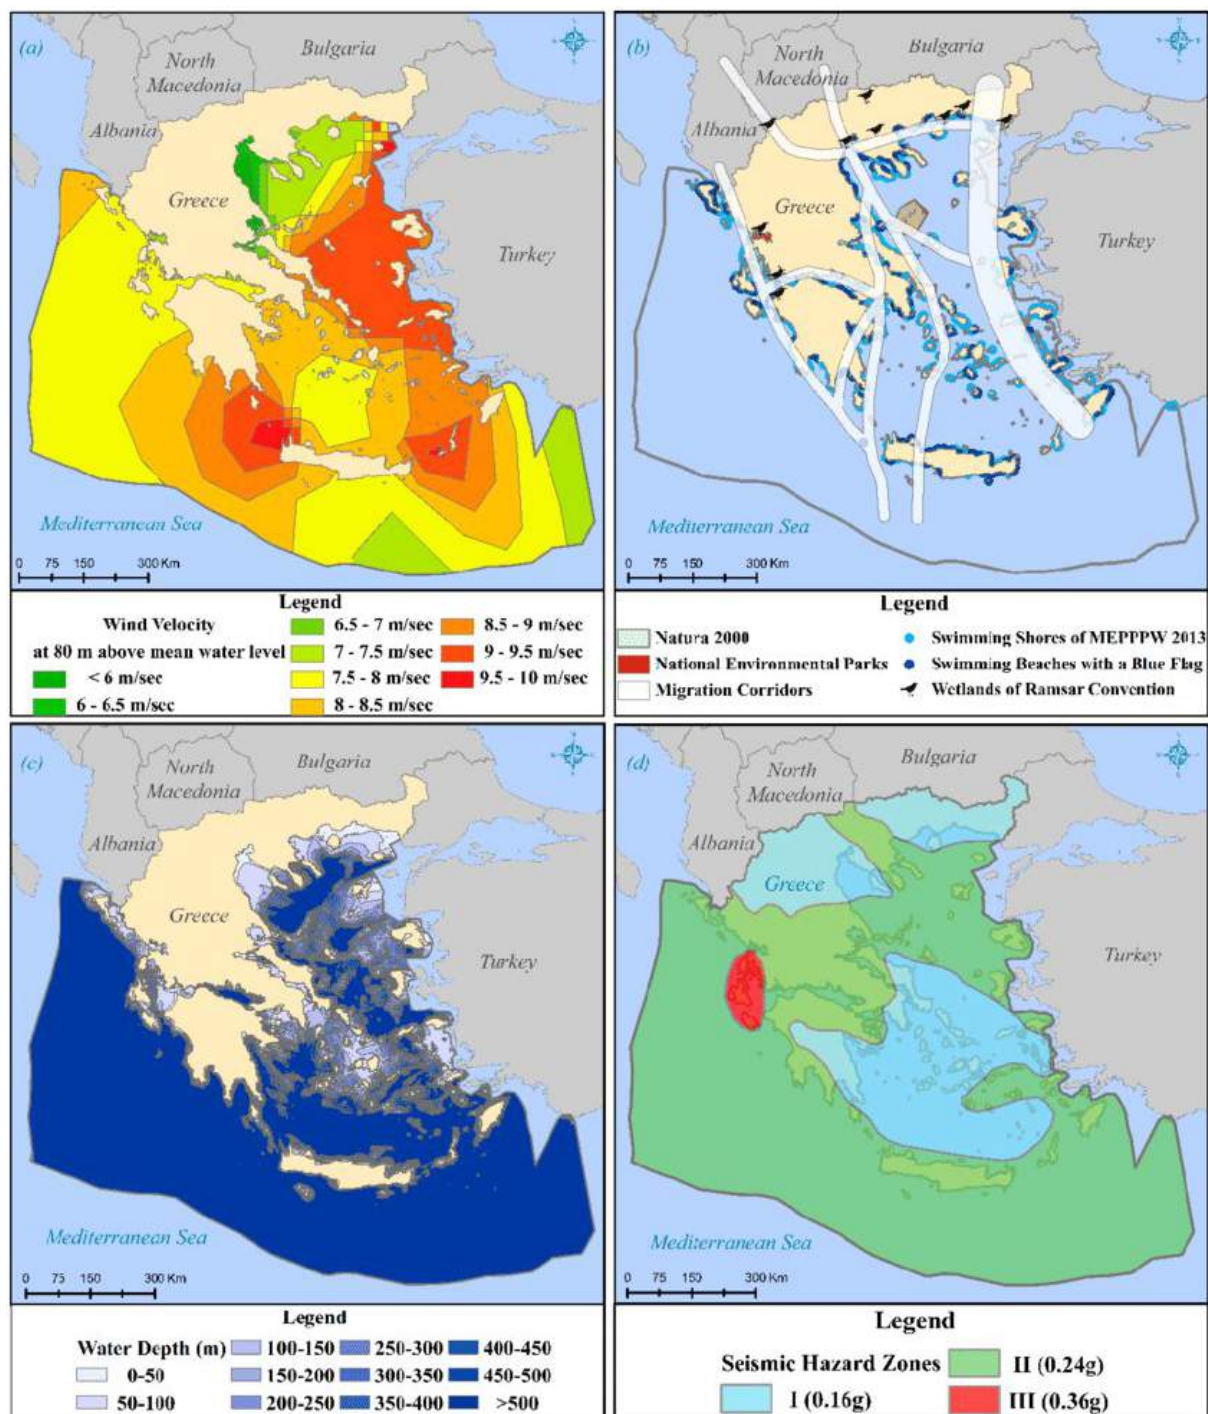 (a)
Bulgaria
North
Macedonia
Albania
Greece
Turkey
Mediterranean Sea
0 75 150 300 Km
Legend
Wind Velocity
at 80 m above mean water level
< 6 m/sec
6 - 6.5 m/sec
6.5 - 7 m/sec
7 - 7.5 m/sec
7.5 - 8 m/sec
8 - 8.5 m/sec
8.5 - 9 m/sec
9 - 9.5 m/sec
9.5 - 10 m/sec
(b)
Bulgaria
North
Macedonia
Albania
Greece
Turkey
Mediterranean Sea
0 75 150 300 Km
Legend
Natura 2000
National Environmental Parks
Migration Corridors
Swimming Shores of MEPPPW 2013
Swimming Beaches with a Blue Flag
Wetlands of Ramsar Convention
(c)
Bulgaria
North
Macedonia
Albania
Greece
Turkey
Mediterranean Sea
0 75 150 300 Km
Legend
Water Depth (m)
0-50
50-100
100-150
150-200
200-250
250-300
300-350
350-400
400-450
450-500
>500
(d)
Bulgaria
North
Macedonia
Albania
Greece
Turkey
Mediterranean Sea
0 75 150 300 Km
Legend
Seismic Hazard Zones
I (0.16g)
II (0.24g)
III (0.36g)